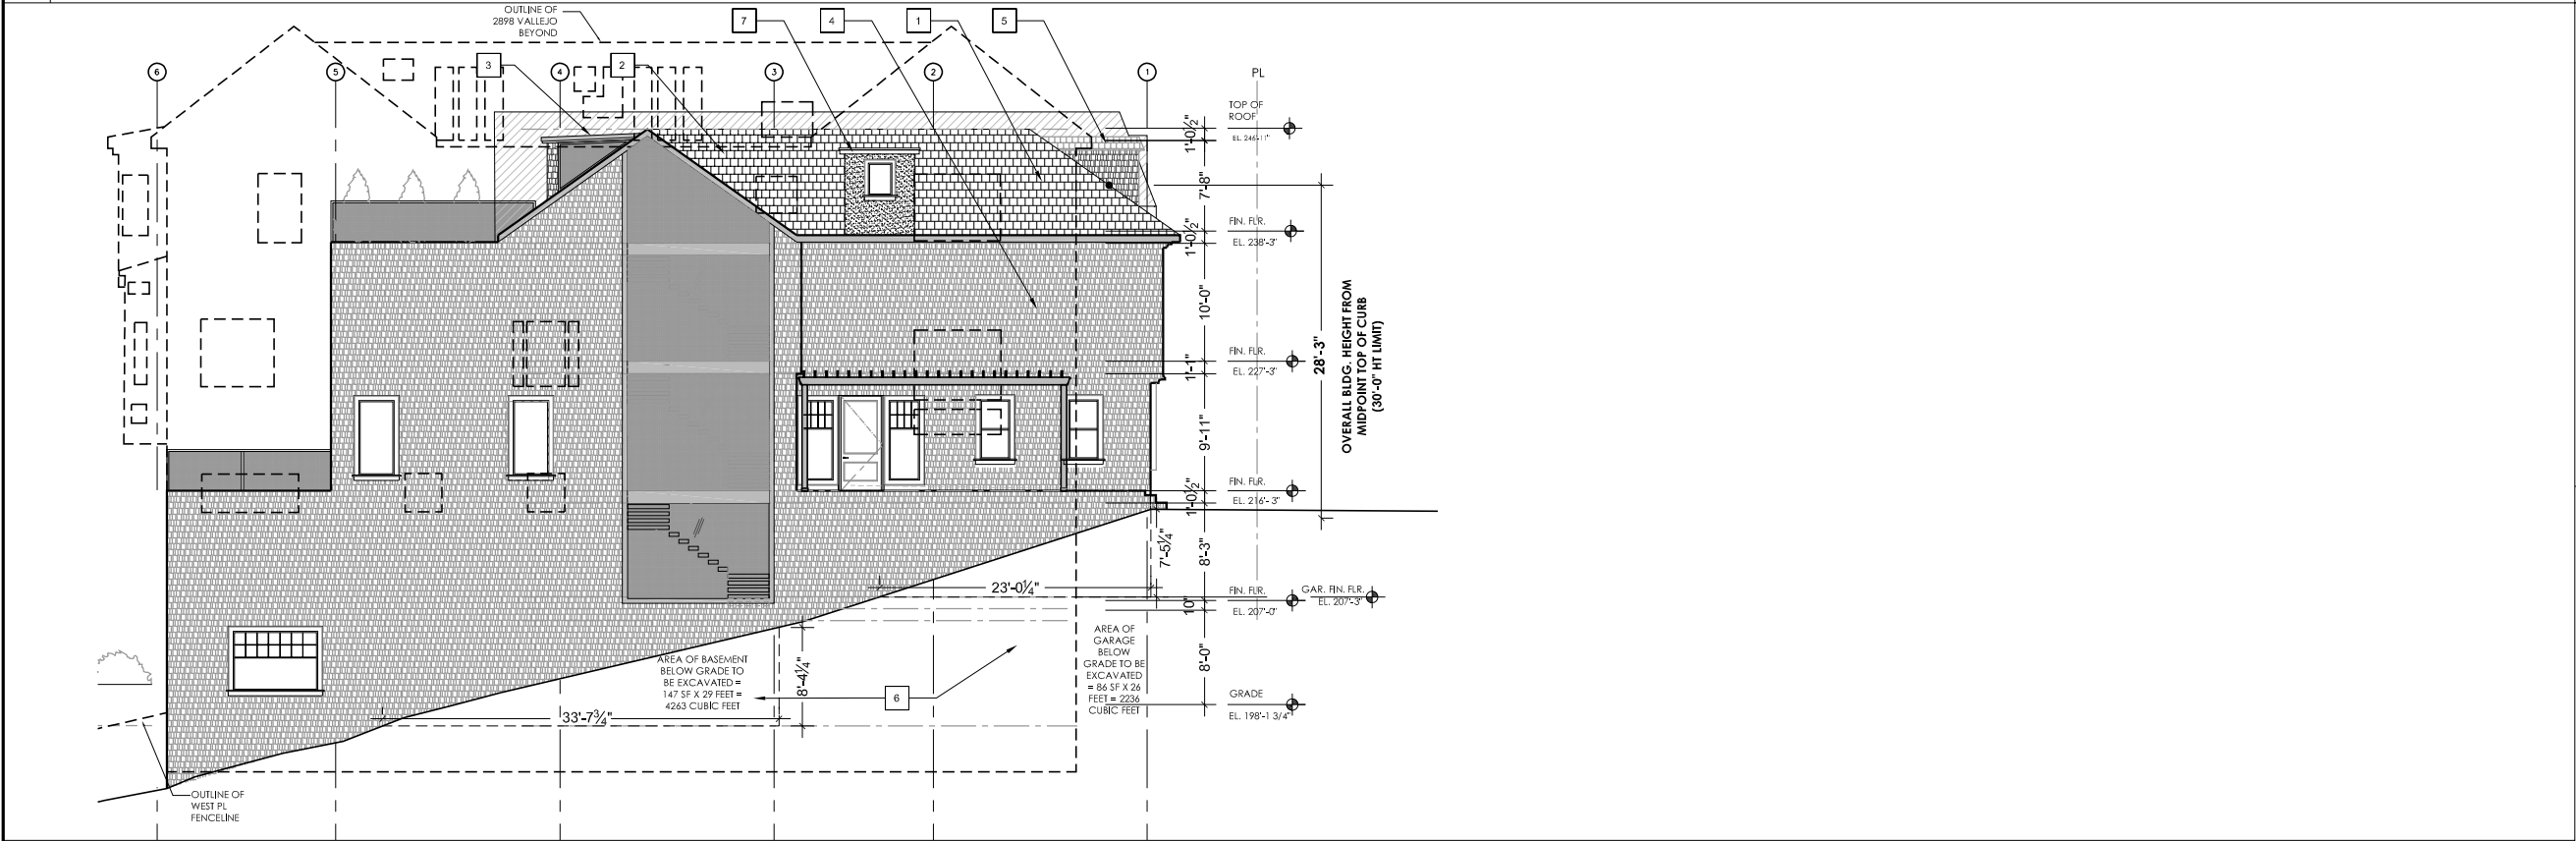 OUTLINE OF
2898 VALLEJO
BEYOND
7
4
1
5
3
2
6
5
4
3
2
1
PL
TOP OF
ROOF
EL. 246'-11"
1'-0½"
7'-8"
FIN. FLR.
EL. 238'-3"
1'-0½"
10'-0"
FIN. FLR.
EL. 227'-3"
1'-1"
9'-11"
FIN. FLR.
EL. 216'-3"
1'-0½"
28'-3"
OVERALL BLDG. HEIGHT FROM
MIDPOINT TOP OF CURB
(30'-0" HT LIMIT)
7'-5¼"
8'-3"
23'-0¼"
FIN. FLR.
EL. 207'-0"
GAR. FIN. FLR.
EL. 207'-3"
10"
8'-0"
AREA OF
GARAGE
BELOW
GRADE TO BE
EXCAVATED
= 86 SF X 26
FEET = 2236
CUBIC FEET
AREA OF BASEMENT
BELOW GRADE TO
BE EXCAVATED =
147 SF X 29 FEET =
4263 CUBIC FEET
8'-4¼"
6
33'-7¾"
GRADE
EL. 198'-1 3/4"
OUTLINE OF
WEST PL
FENCELINE